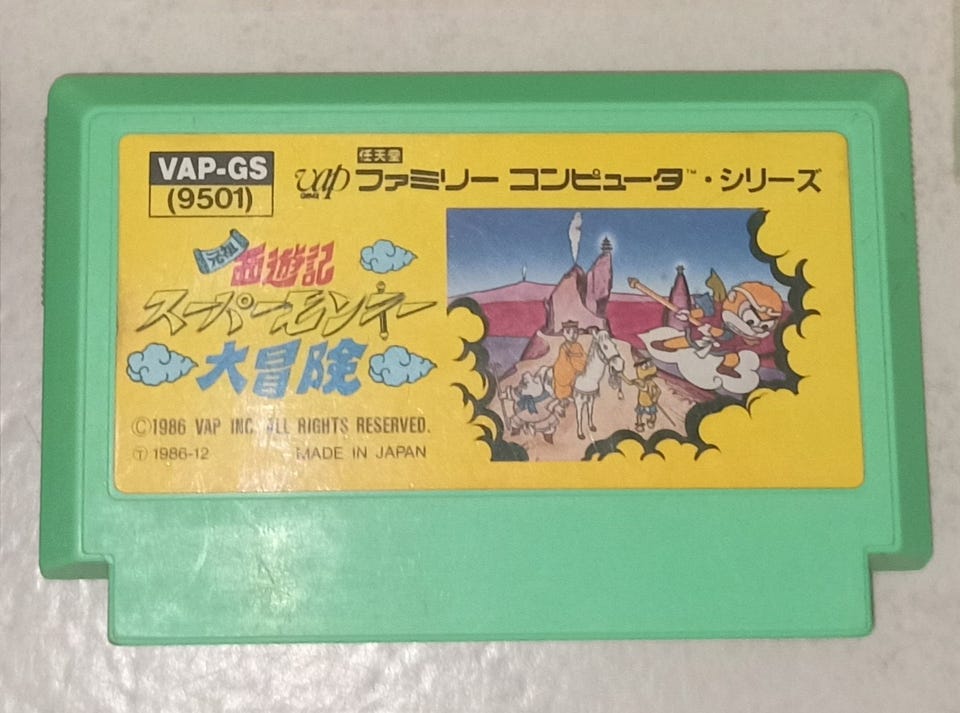 VAP-GS
(9501)
任天堂
vap ファミリー コンピュータ™・シリーズ
元祖
西遊記
スーパーモンキー
大冒険
©1986 VAP INC. ALL RIGHTS RESERVED.
Ⓣ 1986-12 MADE IN JAPAN